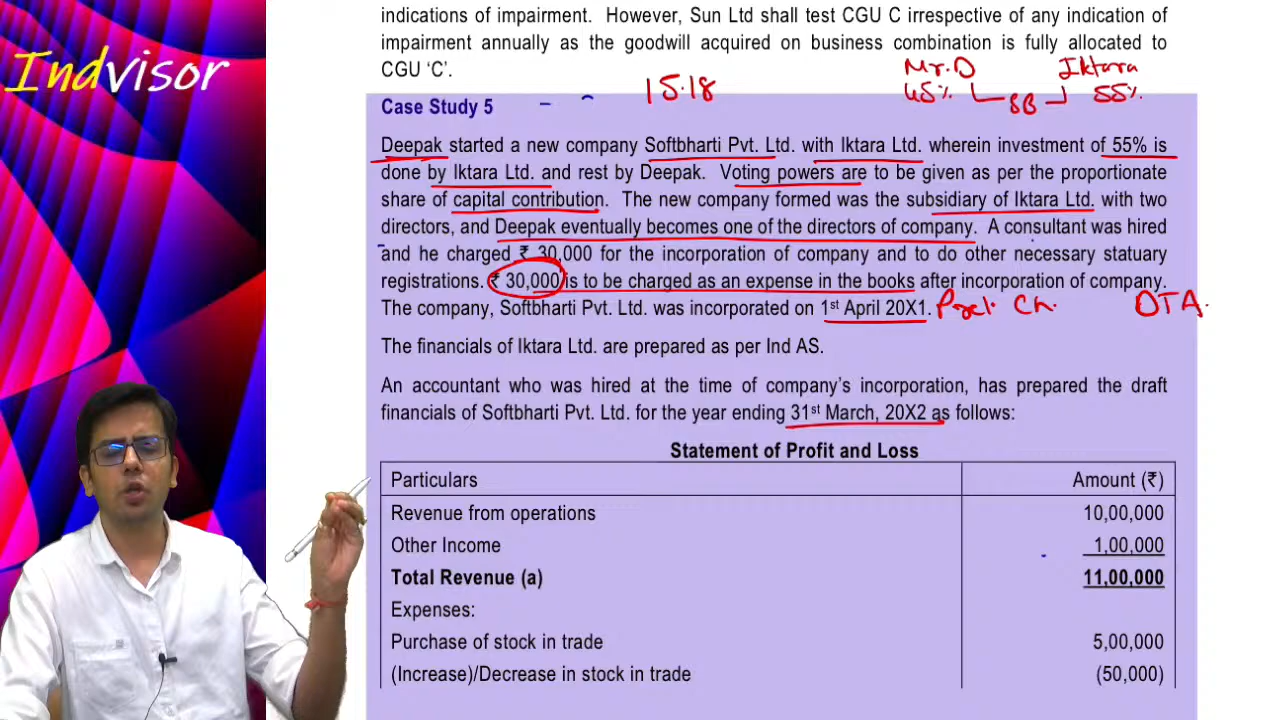 Indvisor
indications of impairment. However, Sun Ltd shall test CGU C irrespective of any indication of
impairment annually as the goodwill acquired on business combination is fully allocated to
CGU ‘C’.
Mr. D
Iktara
15.18
45%
SB
55%
Case Study 5
Deepak started a new company Softbharti Pvt. Ltd. with Iktara Ltd. wherein investment of 55% is
done by Iktara Ltd. and rest by Deepak. Voting powers are to be given as per the proportionate
share of capital contribution. The new company formed was the subsidiary of Iktara Ltd. with two
directors, and Deepak eventually becomes one of the directors of company. A consultant was hired
and he charged ₹ 30,000 for the incorporation of company and to do other necessary statuary
registrations. ₹ 30,000 is to be charged as an expense in the books after incorporation of company.
The company, Softbharti Pvt. Ltd. was incorporated on 1st April 20X1. DTA.
The financials of Iktara Ltd. are prepared as per Ind AS.
An accountant who was hired at the time of company’s incorporation, has prepared the draft
financials of Softbharti Pvt. Ltd. for the year ending 31st March, 20X2 as follows:
Statement of Profit and Loss
Particulars Amount (₹)
Revenue from operations 10,00,000
Other Income 1,00,000
Total Revenue (a) 11,00,000
Expenses:
Purchase of stock in trade 5,00,000
(Increase)/Decrease in stock in trade (50,000)